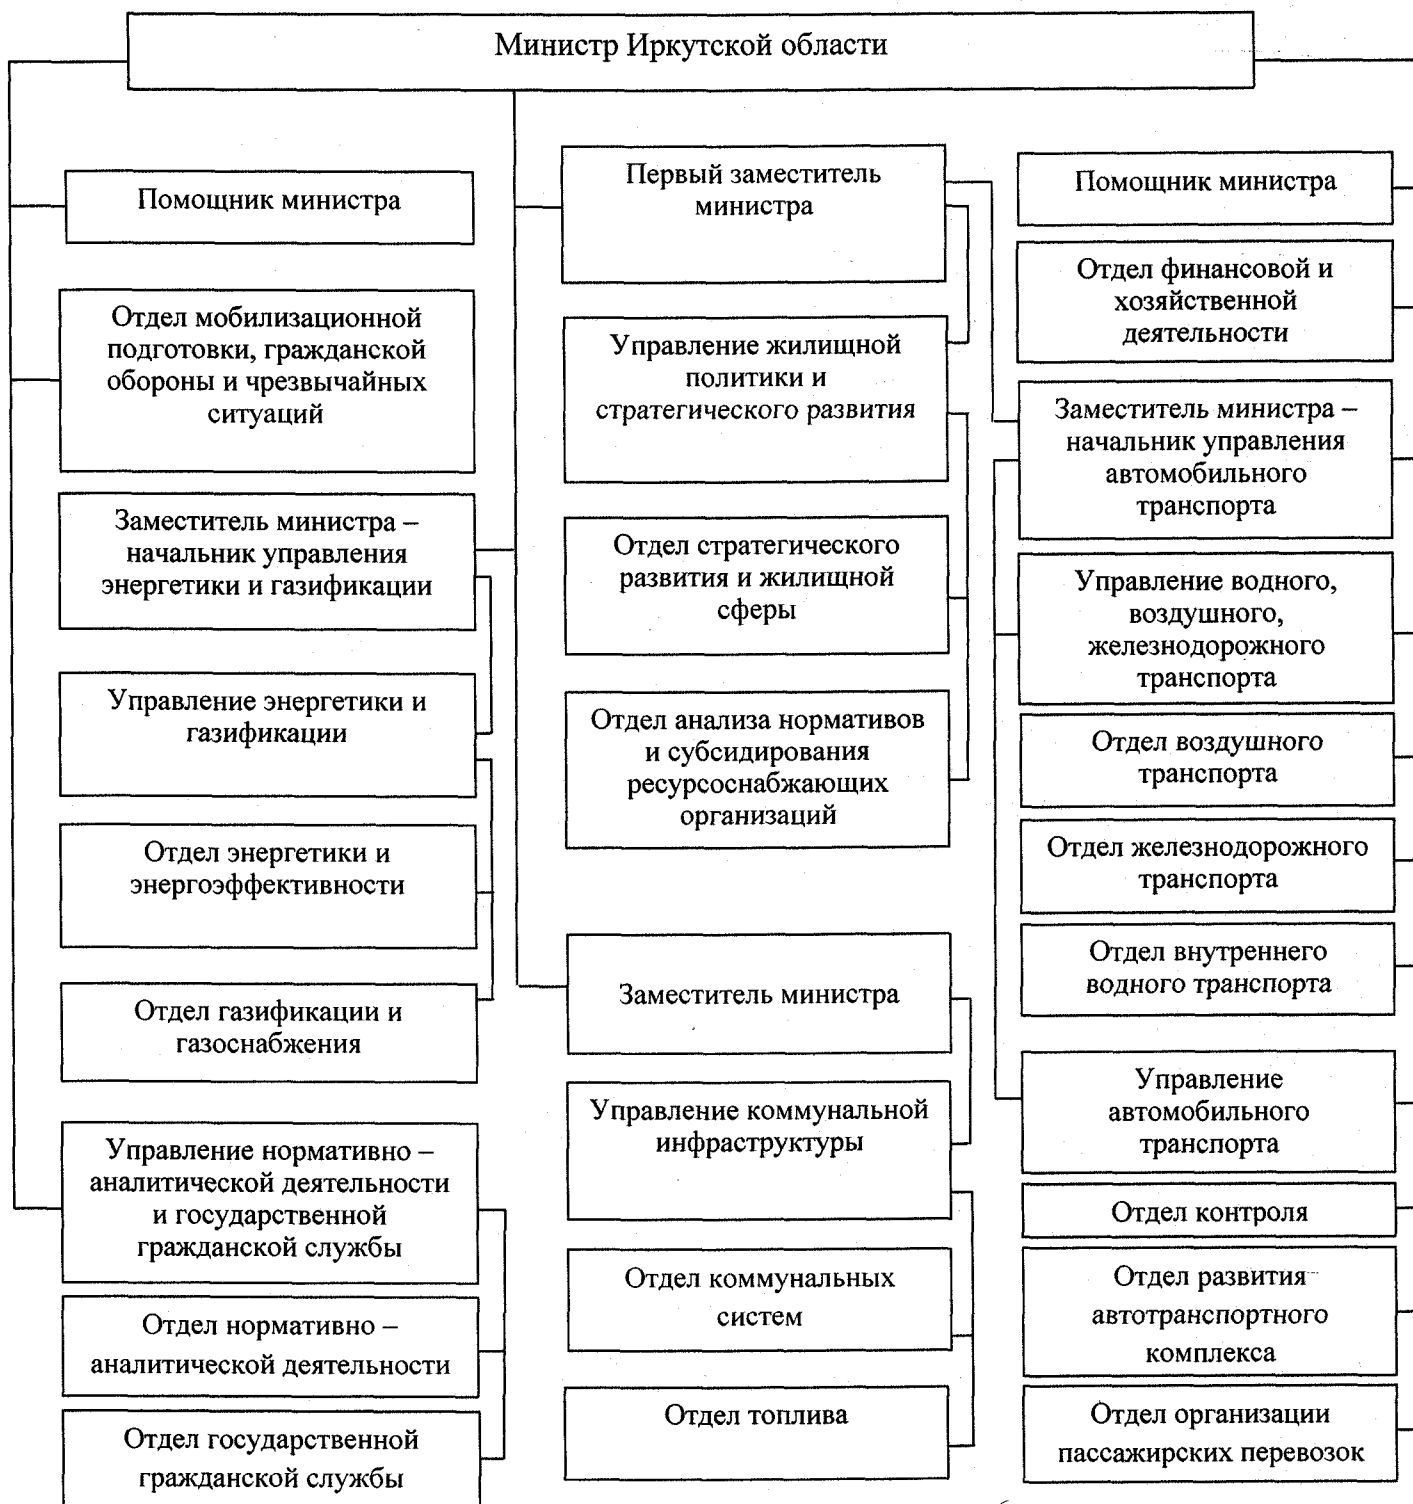 Министр Иркутской области
Помощник министра
Отдел мобилизационной
подготовки, гражданской
обороны и чрезвычайных
ситуаций
Заместитель министра –
начальник управления
энергетики и газификации
Управление энергетики и
газификации
Отдел энергетики и
энергоэффективности
Отдел газификации и
газоснабжения
Управление нормативно –
аналитической деятельности
и государственной
гражданской службы
Отдел нормативно –
аналитической деятельности
Отдел государственной
гражданской службы
Первый заместитель
министра
Управление жилищной
политики и
стратегического развития
Отдел стратегического
развития и жилищной
сферы
Отдел анализа нормативов
и субсидирования
ресурсоснабжающих
организаций
Заместитель министра
Управление коммунальной
инфраструктуры
Отдел коммунальных
систем
Отдел топлива
Помощник министра
Отдел финансовой и
хозяйственной
деятельности
Заместитель министра –
начальник управления
автомобильного
транспорта
Управление водного,
воздушного,
железнодорожного
транспорта
Отдел воздушного
транспорта
Отдел железнодорожного
транспорта
Отдел внутреннего
водного транспорта
Управление
автомобильного
транспорта
Отдел контроля
Отдел развития
автотранспортного
комплекса
Отдел организации
пассажирских перевозок